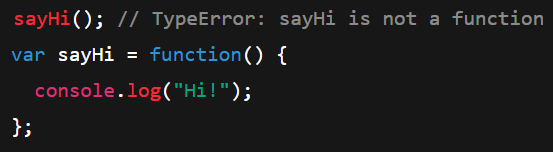 sayHi(); // TypeError: sayHi is not a function
var sayHi = function() {
  console.log("Hi!");
};